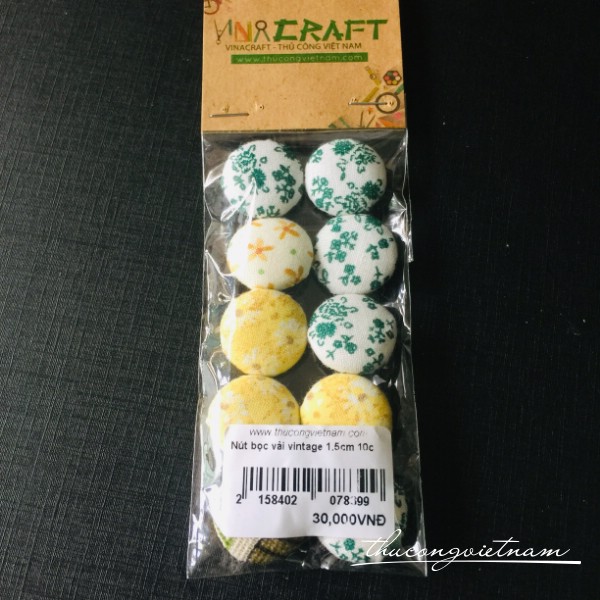 VINACRAFT
VINACRAFT - THỦ CÔNG VIỆT NAM
www.thucongvietnam.com
www.thucongvietnam.com
Nút bọc vải vintage 1,5cm 10c
2 158402 078399
30,000VNĐ
thucongvietnam